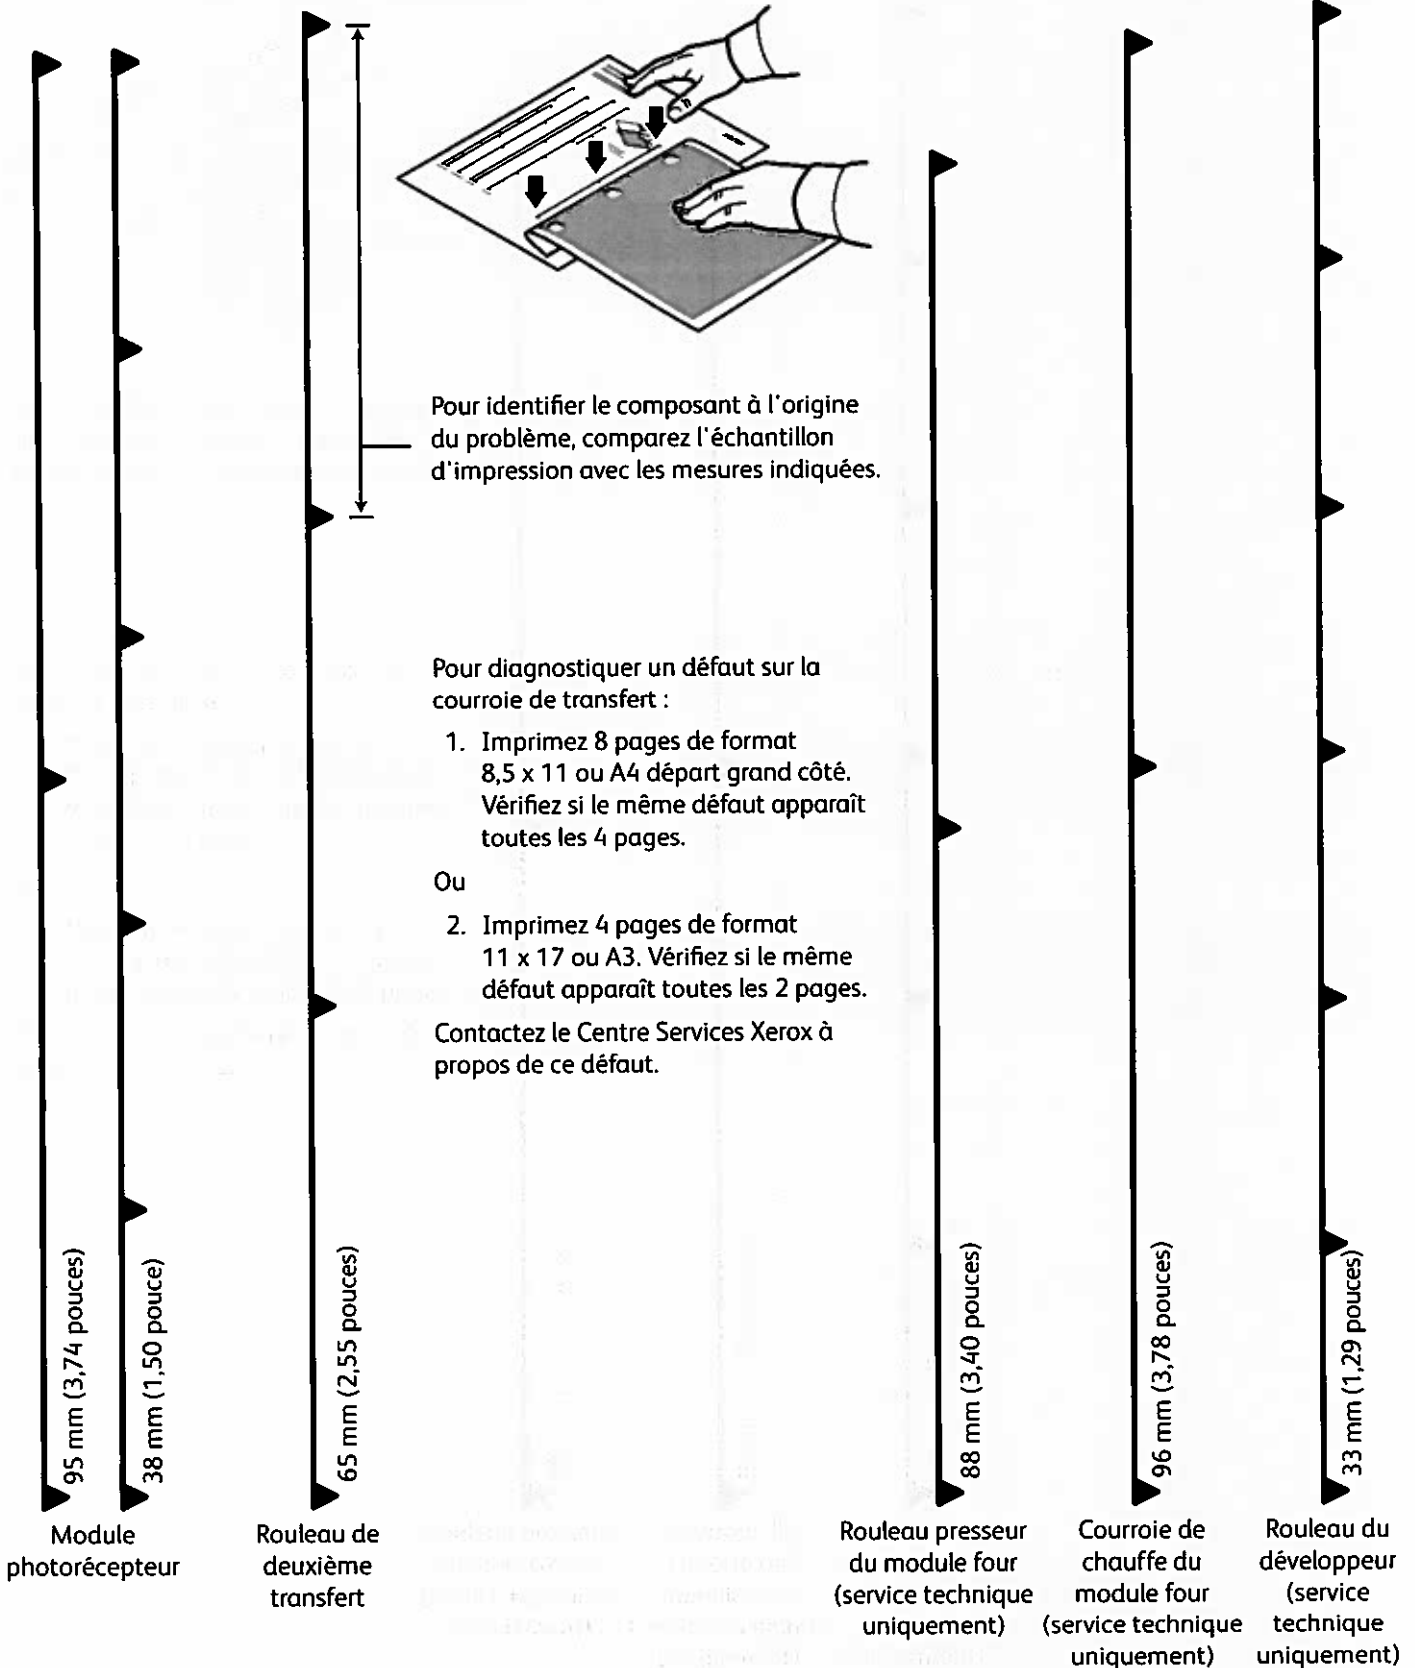 Pour identifier le composant à l'origine
du problème, comparez l'échantillon
d'impression avec les mesures indiquées.
Pour diagnostiquer un défaut sur la
courroie de transfert :
1. Imprimez 8 pages de format
8,5 x 11 ou A4 départ grand côté.
Vérifiez si le même défaut apparaît
toutes les 4 pages.
Ou
2. Imprimez 4 pages de format
11 x 17 ou A3. Vérifiez si le même
défaut apparaît toutes les 2 pages.
Contactez le Centre Services Xerox à
propos de ce défaut.
95 mm (3,74 pouces)
38 mm (1,50 pouce)
65 mm (2,55 pouces)
88 mm (3,40 pouces)
96 mm (3,78 pouces)
33 mm (1,29 pouces)
Module
photorécepteur
Rouleau de
deuxième
transfert
Rouleau presseur
du module four
(service technique
uniquement)
Courroie de
chauffe du
module four
(service technique
uniquement)
Rouleau du
développeur
(service
technique
uniquement)